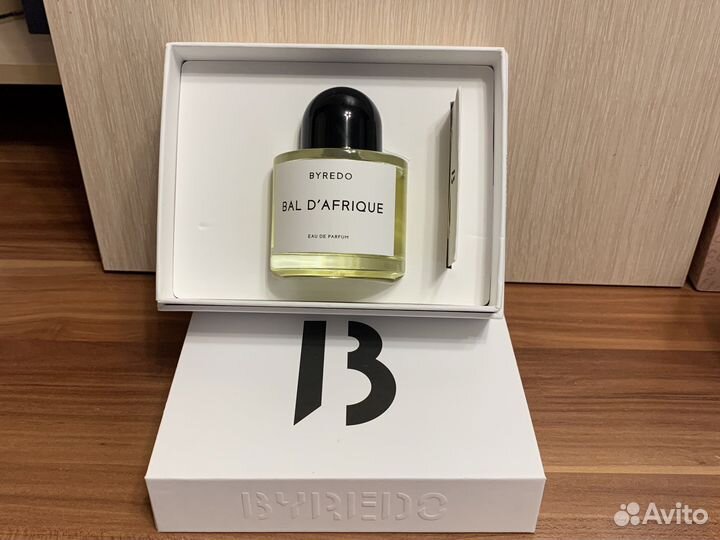 BYREDO
BAL D'AFRIQUE
EAU DE PARFUM
B
BYREDO
Avito